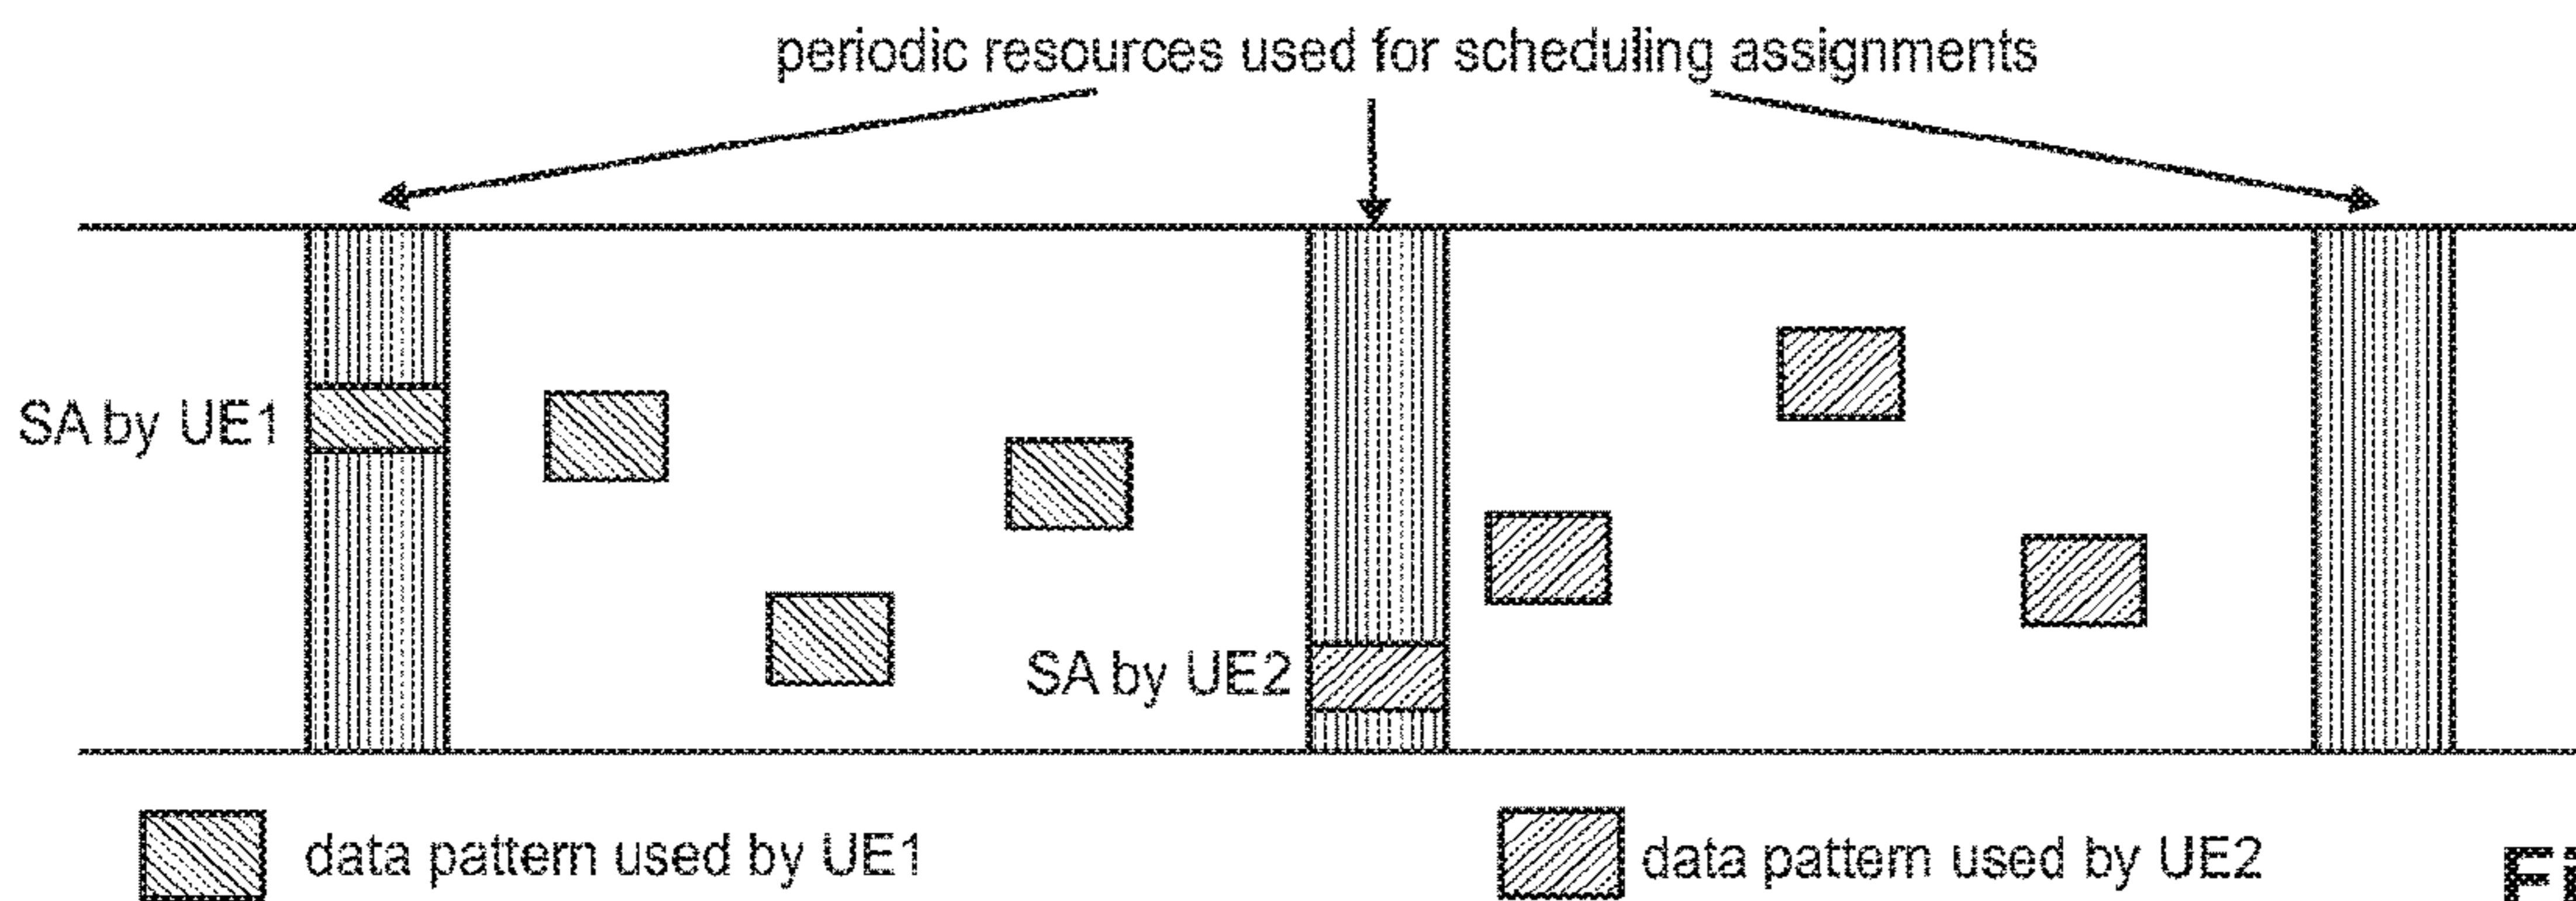 periodic resources used for scheduling assignments
SA by UE1
SA by UE2
data pattern used by UE1
data pattern used by UE2